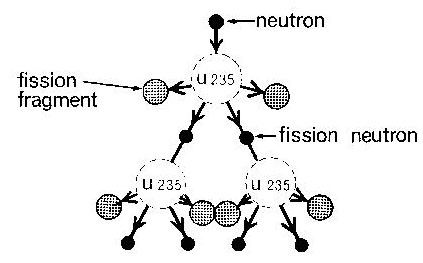 neutron
u 235
fission
fragment
fission neutron
u 235
u 235